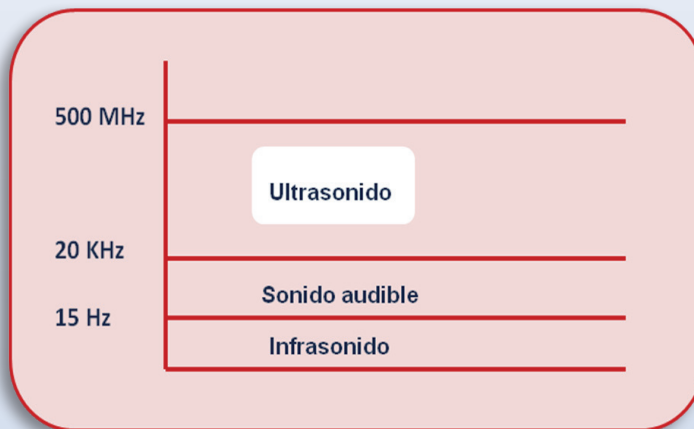 500 MHz
Ultrasonido
20 KHz
Sonido audible
15 Hz
Infrasonido